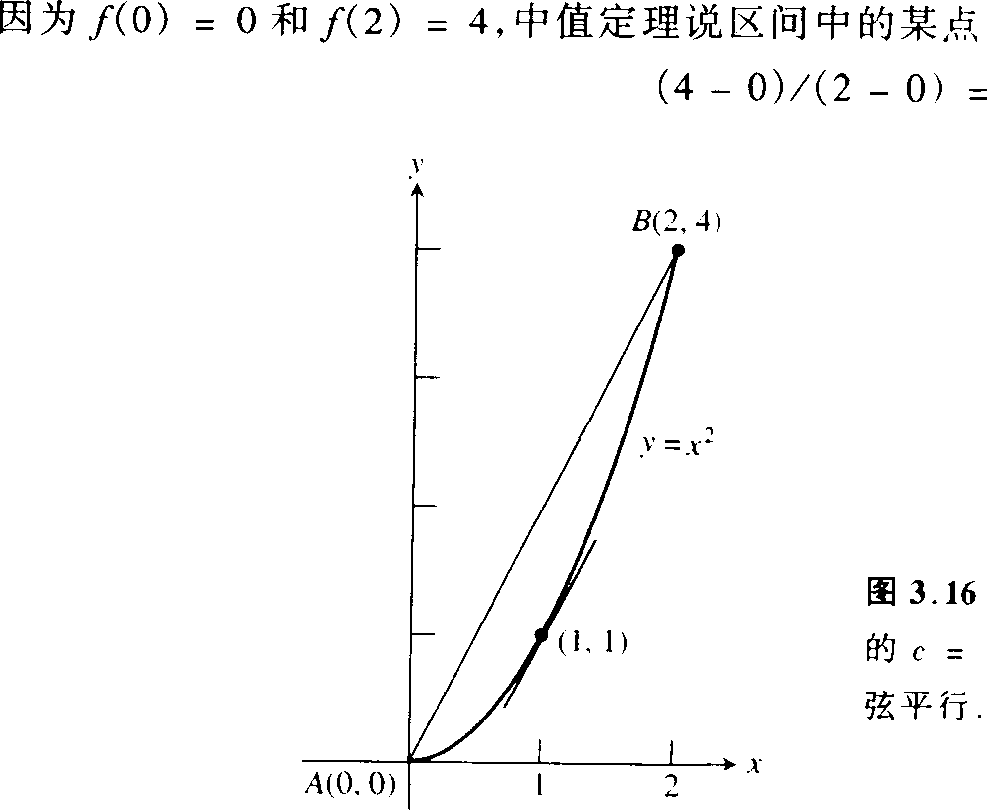 因为 f(0) = 0 和 f(2) = 4,中值定理说区间中的某点
(4 - 0)/(2 - 0) =
y
B(2, 4)
y = x²
(1, 1)
图 3.16
的 c =
弦平行.
A(0, 0)
1
2
x